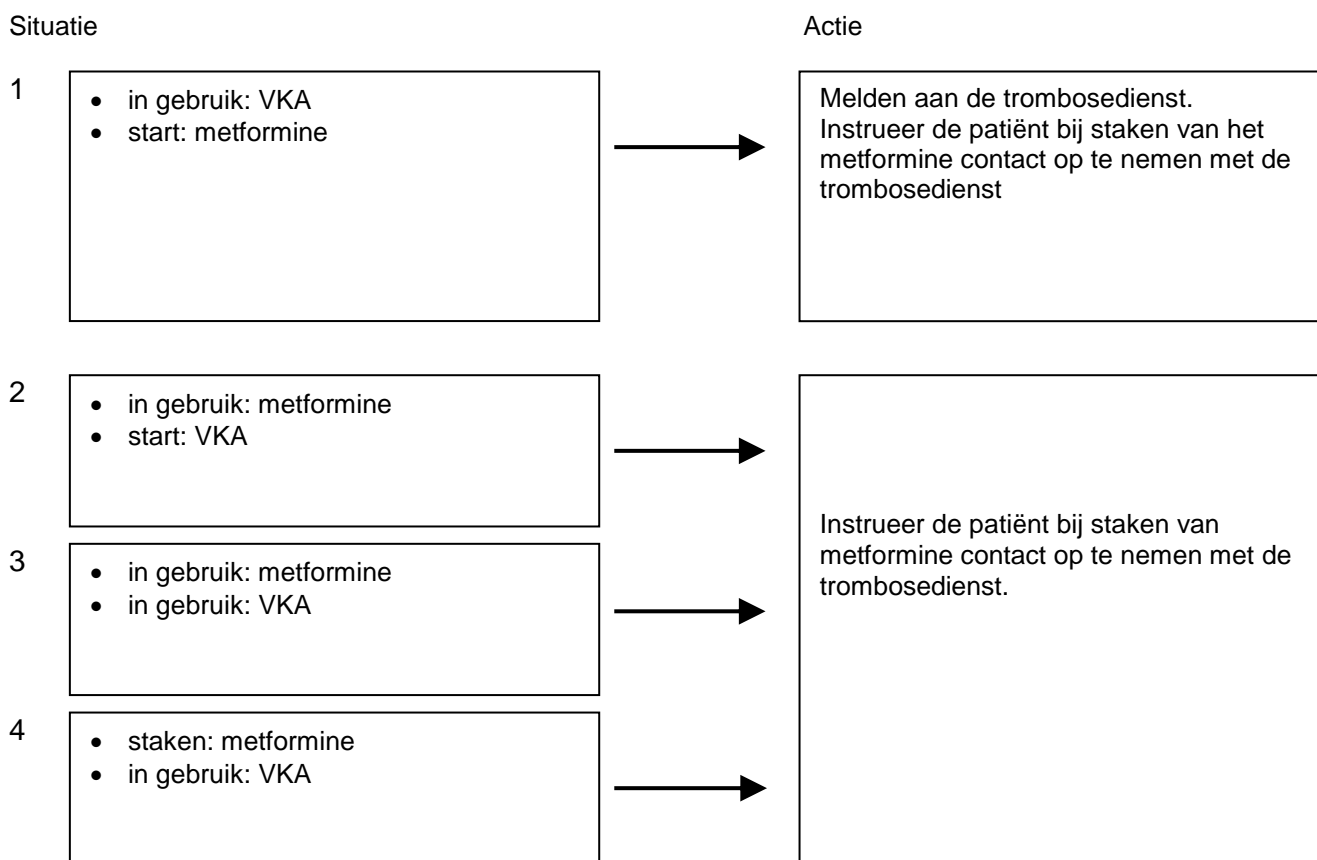 Situatie
Actie
1
• in gebruik: VKA
• start: metformine
Melden aan de trombosedienst.
Instrueer de patiënt bij staken van het
metformine contact op te nemen met de
trombosedienst
2
• in gebruik: metformine
• start: VKA
3
• in gebruik: metformine
• in gebruik: VKA
4
• staken: metformine
• in gebruik: VKA
Instrueer de patiënt bij staken van
metformine contact op te nemen met de
trombosedienst.